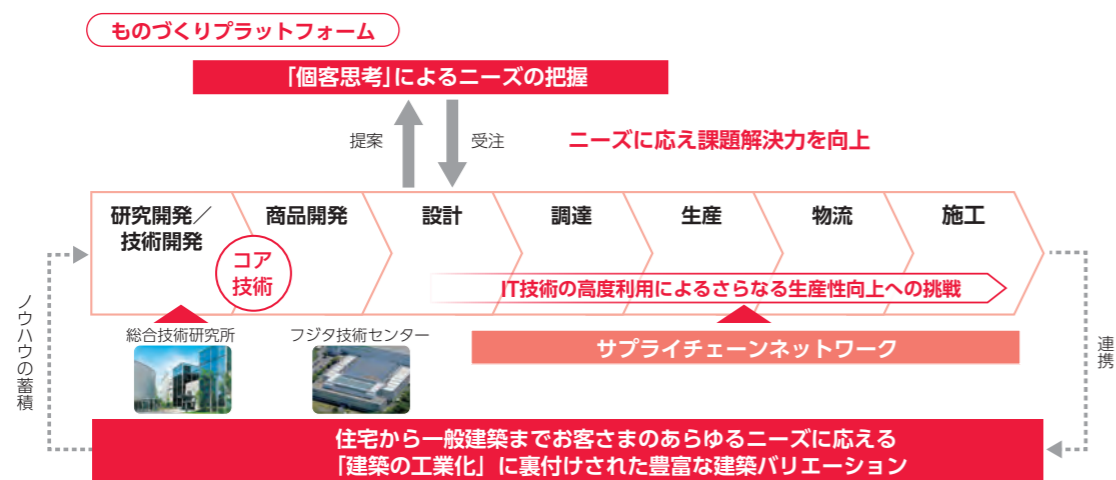 ものづくりプラットフォーム
「個客思考」によるニーズの把握
提案
受注
ニーズに応え課題解決力を向上
研究開発／
技術開発
商品開発
設計
調達
生産
物流
施工
コア
技術
IT技術の高度利用によるさらなる生産性向上への挑戦
総合技術研究所
フジタ技術センター
サプライチェーンネットワーク
ノウハウの蓄積
連携
住宅から一般建築までお客さまのあらゆるニーズに応える
「建築の工業化」に裏付けされた豊富な建築バリエーション